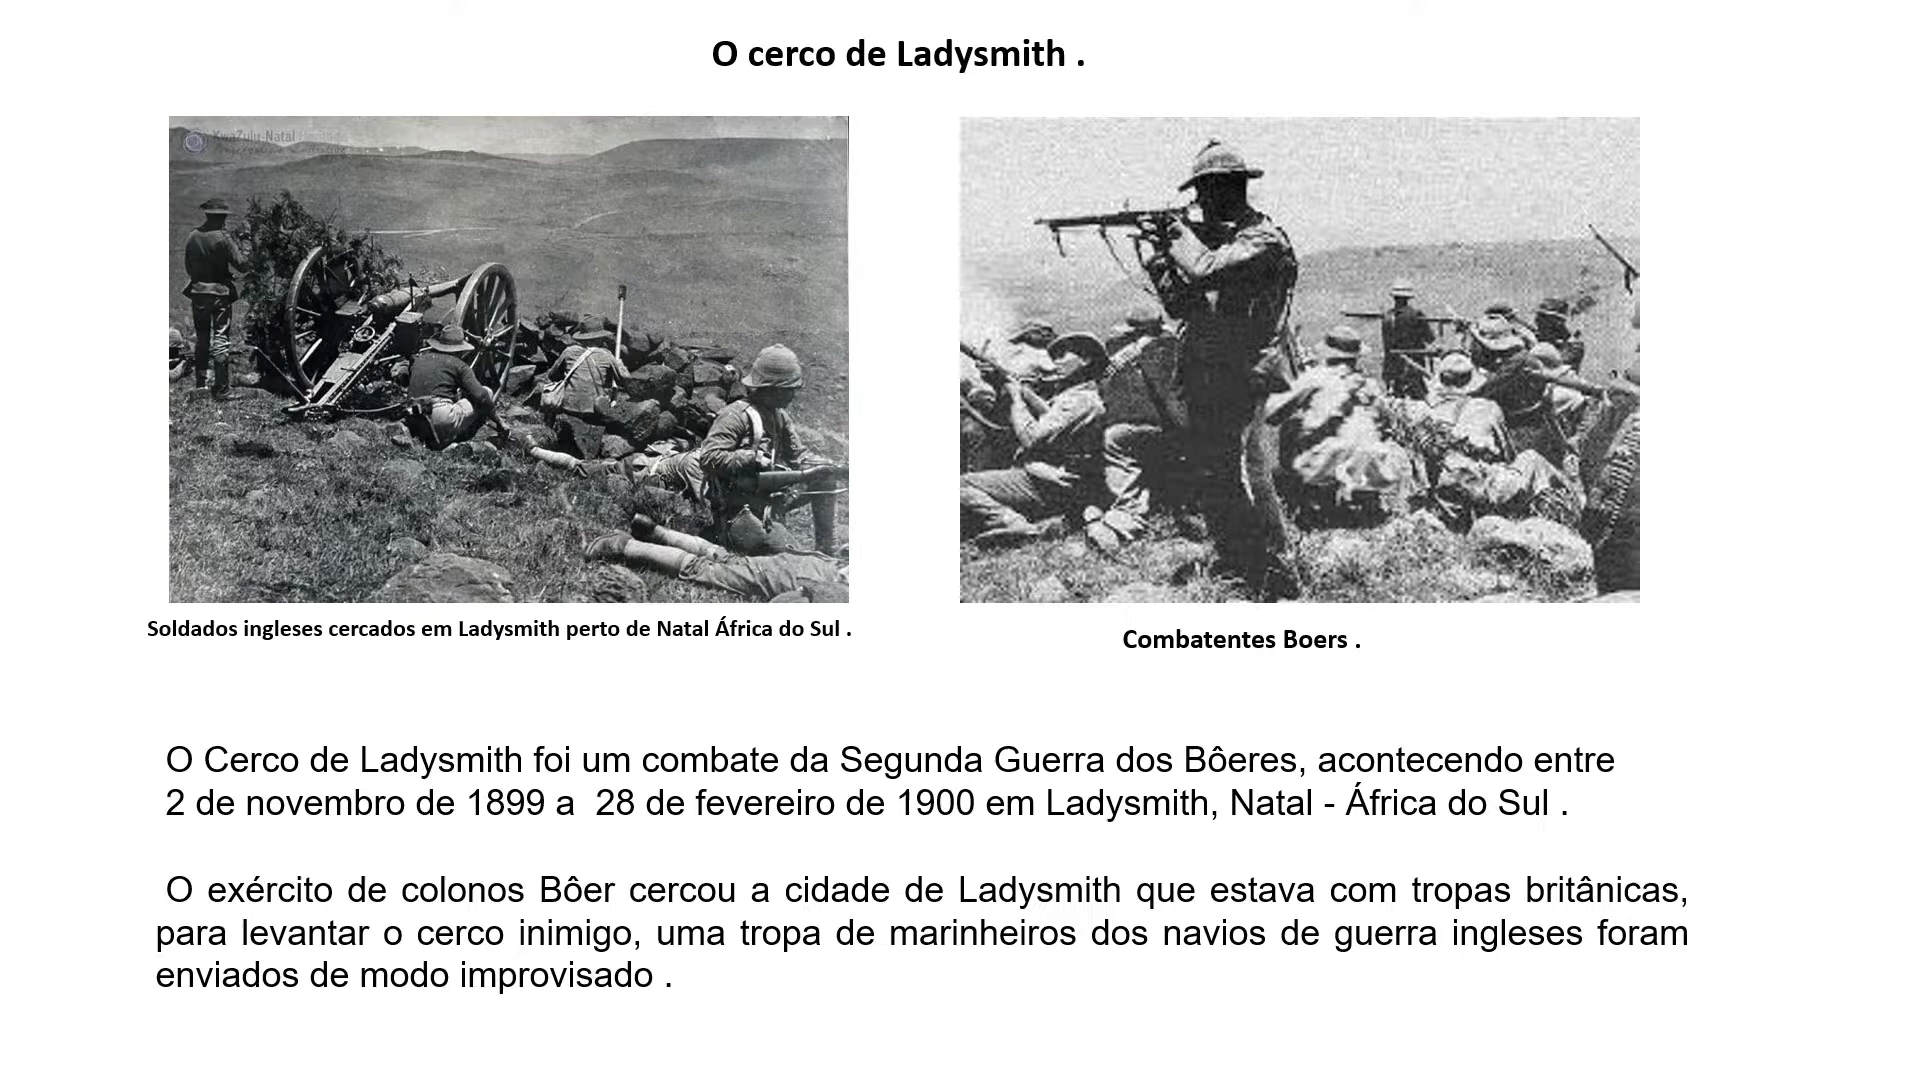 O cerco de Ladysmith .
KwaZulu-Natal
Soldados ingleses cercados em Ladysmith perto de Natal África do Sul .
Combatentes Boers .
O Cerco de Ladysmith foi um combate da Segunda Guerra dos Bôeres, acontecendo entre
2 de novembro de 1899 a 28 de fevereiro de 1900 em Ladysmith, Natal - África do Sul .
O exército de colonos Bôer cercou a cidade de Ladysmith que estava com tropas britânicas,
para levantar o cerco inimigo, uma tropa de marinheiros dos navios de guerra ingleses foram
enviados de modo improvisado .